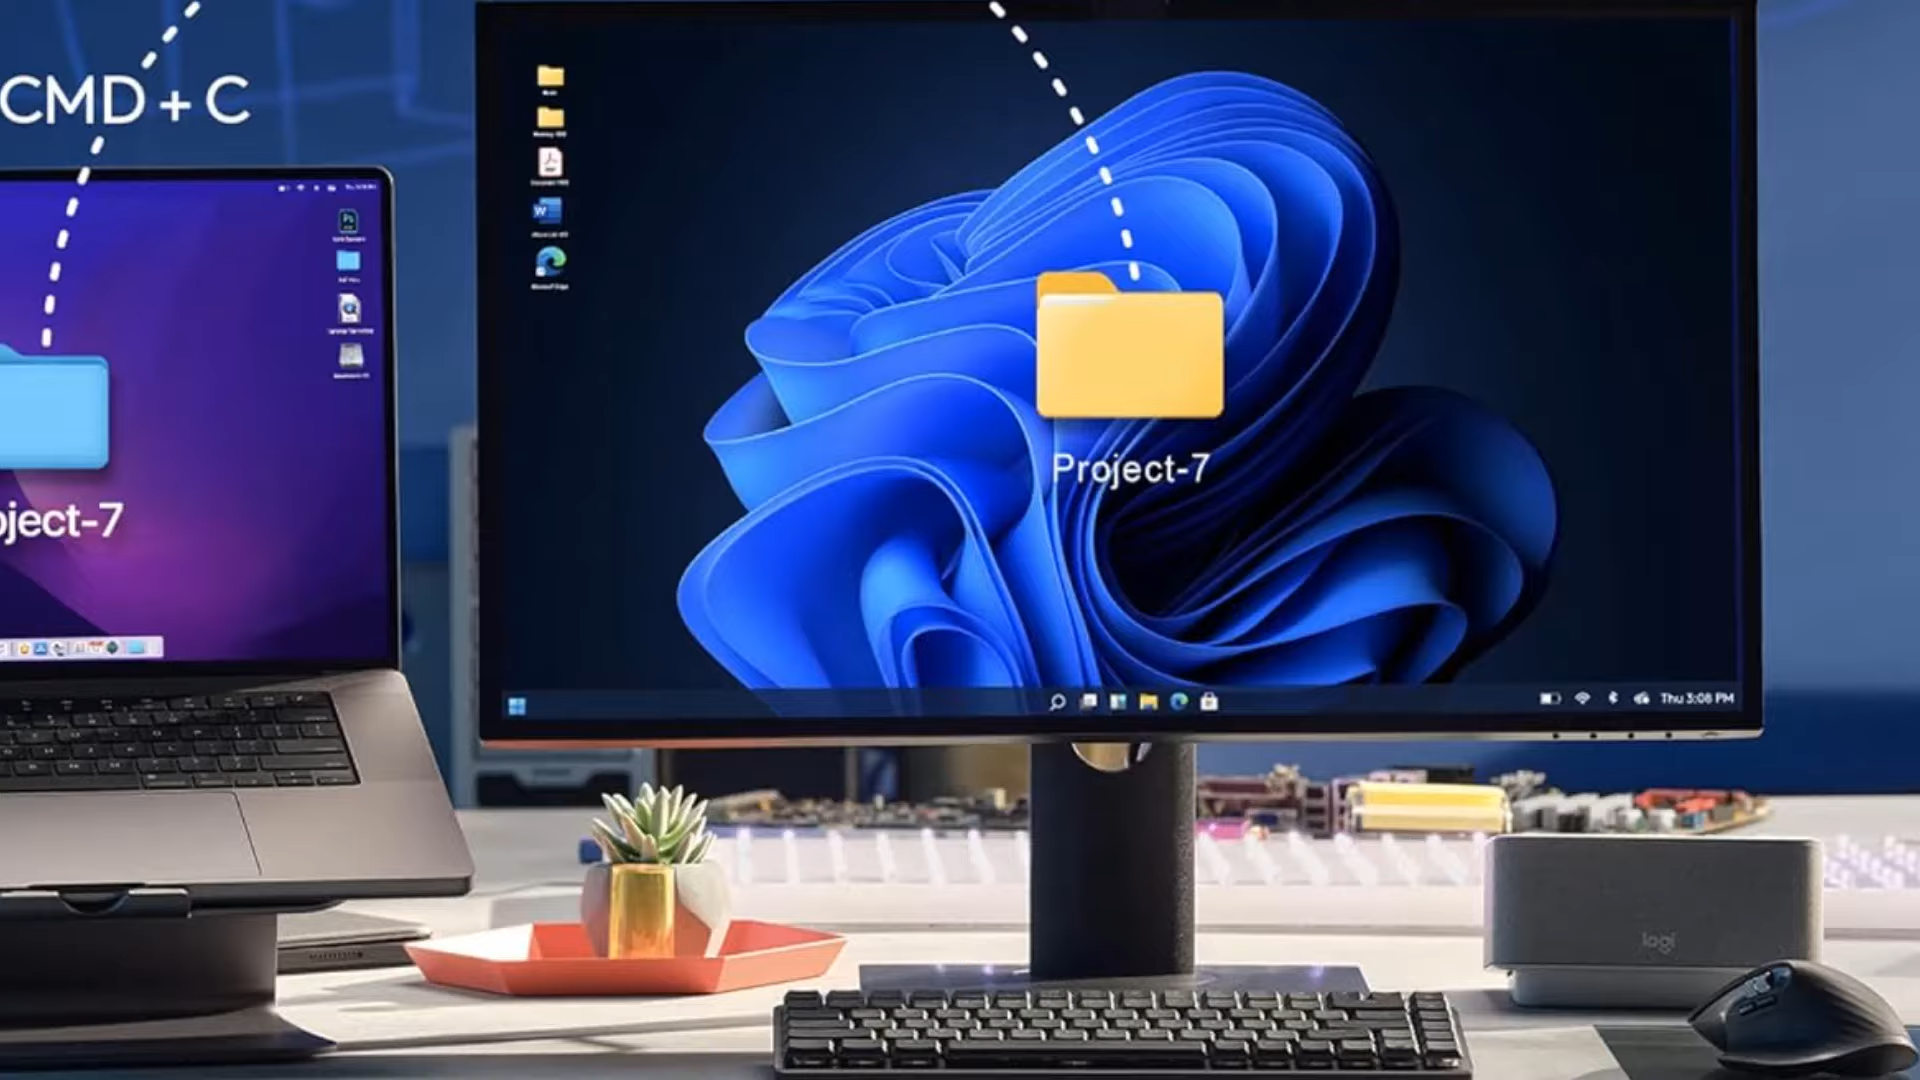 CMD + C
oject-7
Project-7
Thu 3:08 PM
logi